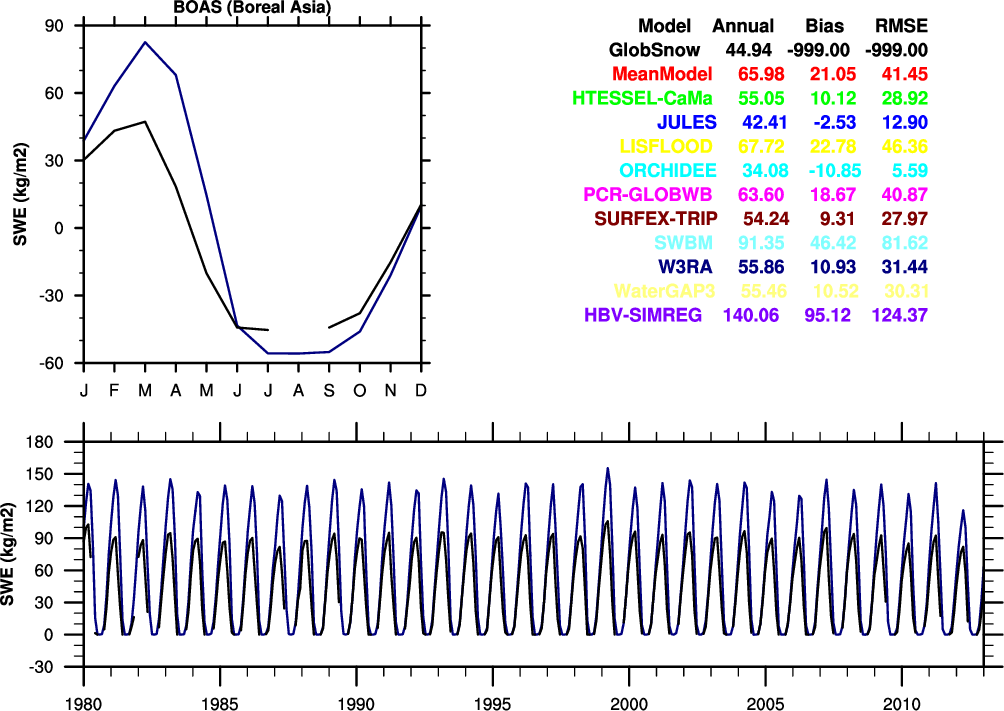 BOAS (Boreal Asia)
90
60
30
0
-30
-60
SWE (kg/m2)
J F M A M J J A S O N D
Model Annual Bias RMSE
GlobSnow 44.94 -999.00 -999.00
MeanModel 65.98 21.05 41.45
HTESSEL-CaMa 55.05 10.12 28.92
JULES 42.41 -2.53 12.90
LISFLOOD 67.72 22.78 46.36
ORCHIDEE 34.08 -10.85 5.59
PCR-GLOBWB 63.60 18.67 40.87
SURFEX-TRIP 54.24 9.31 27.97
SWBM 91.35 46.42 81.62
W3RA 55.86 10.93 31.44
WaterGAP3 55.46 10.52 30.31
HBV-SIMREG 140.06 95.12 124.37
180
150
120
90
60
30
0
-30
SWE (kg/m2)
1980 1985 1990 1995 2000 2005 2010